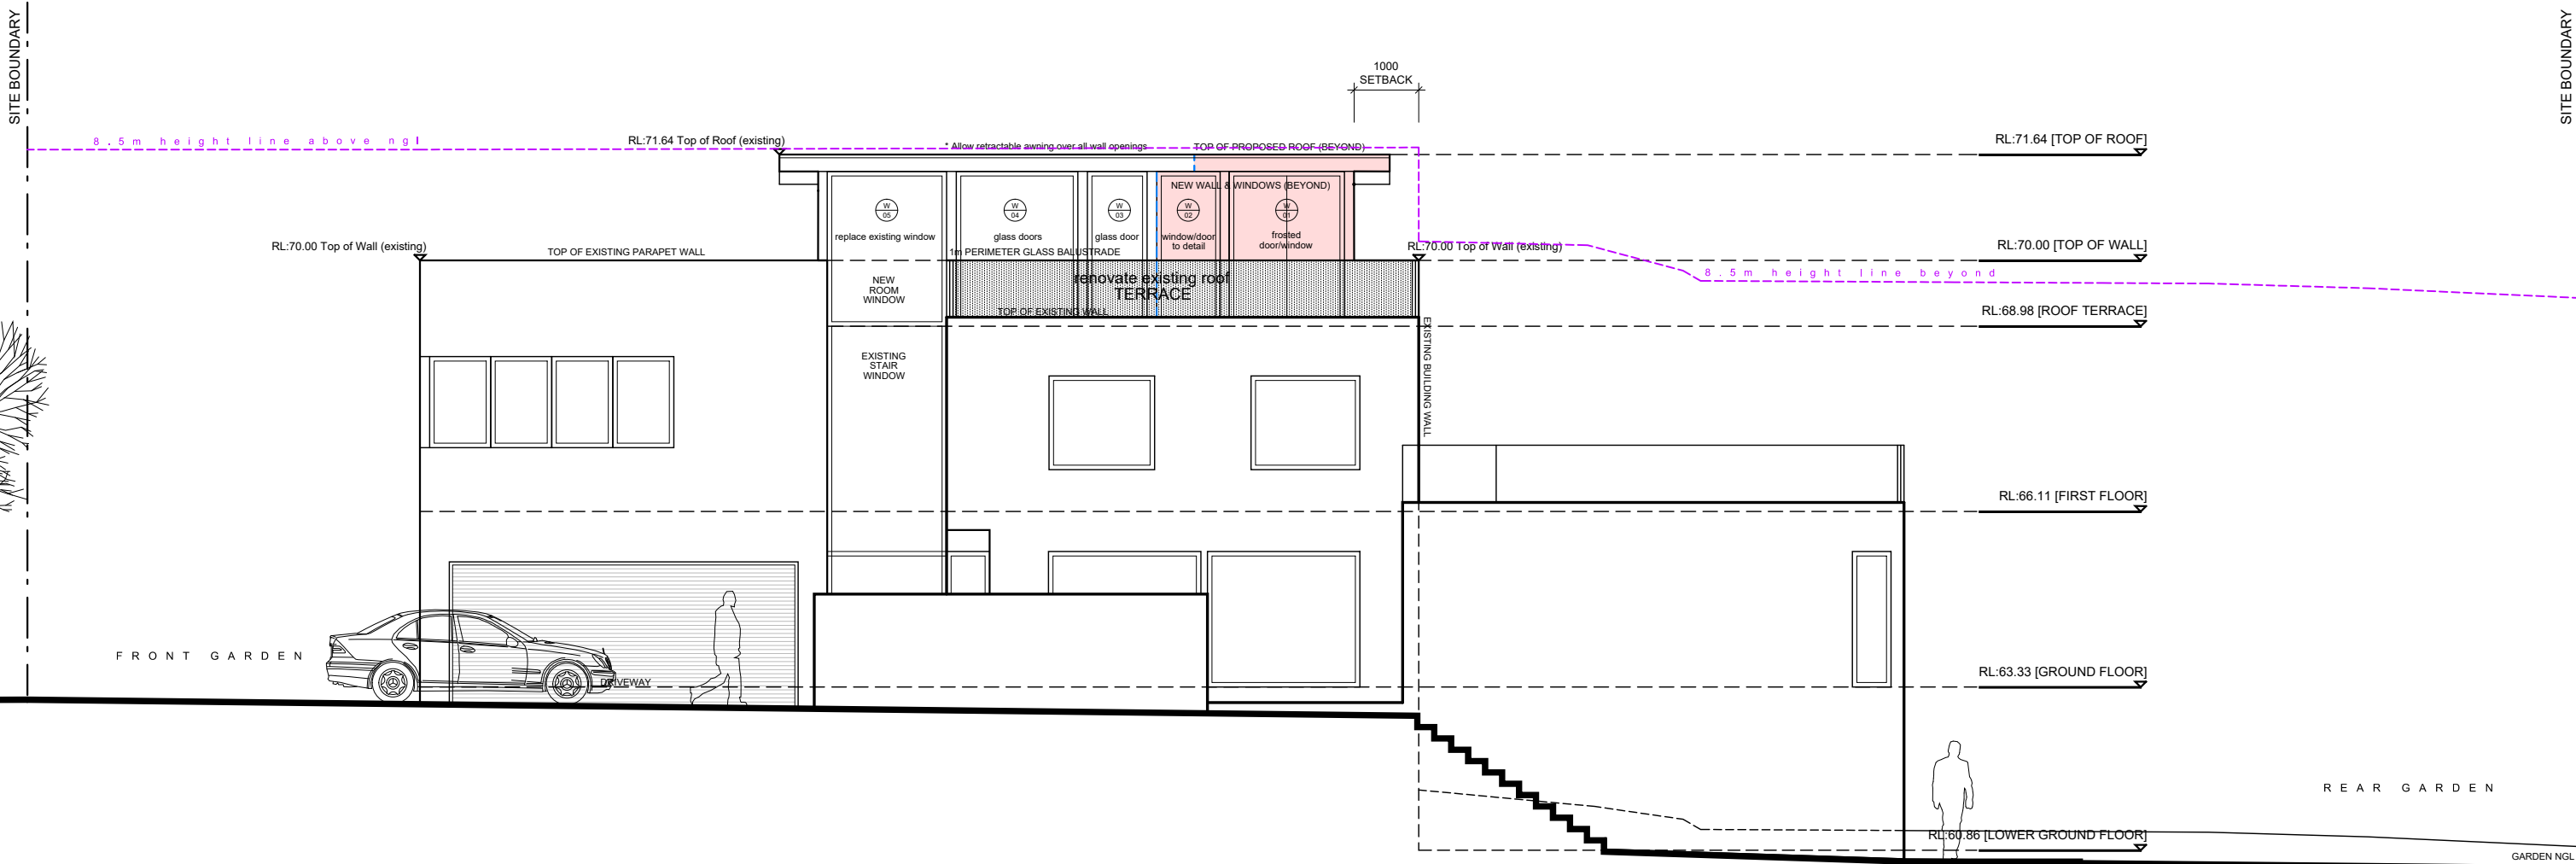 SITE BOUNDARY
SITE BOUNDARY
1000
SETBACK
8.5m height line above ngl
RL:71.64 Top of Roof (existing)
* Allow retractable awning over all wall openings
TOP OF PROPOSED ROOF (BEYOND)
RL:71.64 [TOP OF ROOF]
NEW WALL & WINDOWS (BEYOND)
W
05
W
04
W
03
W
02
W
01
replace existing window
glass doors
glass door
window/door
to detail
frosted
door/window
RL:70.00 Top of Wall (existing)
TOP OF EXISTING PARAPET WALL
1m PERIMETER GLASS BALUSTRADE
RL:70.00 Top of Wall (existing)
RL:70.00 [TOP OF WALL]
8.5m height line beyond
NEW
ROOM
WINDOW
renovate existing roof
TERRACE
TOP OF EXISTING WALL
RL:68.98 [ROOF TERRACE]
EXISTING
STAIR
WINDOW
EXISTING BUILDING WALL
RL:66.11 [FIRST FLOOR]
FRONT GARDEN
DRIVEWAY
RL:63.33 [GROUND FLOOR]
REAR GARDEN
RL:60.86 [LOWER GROUND FLOOR]
GARDEN NGL